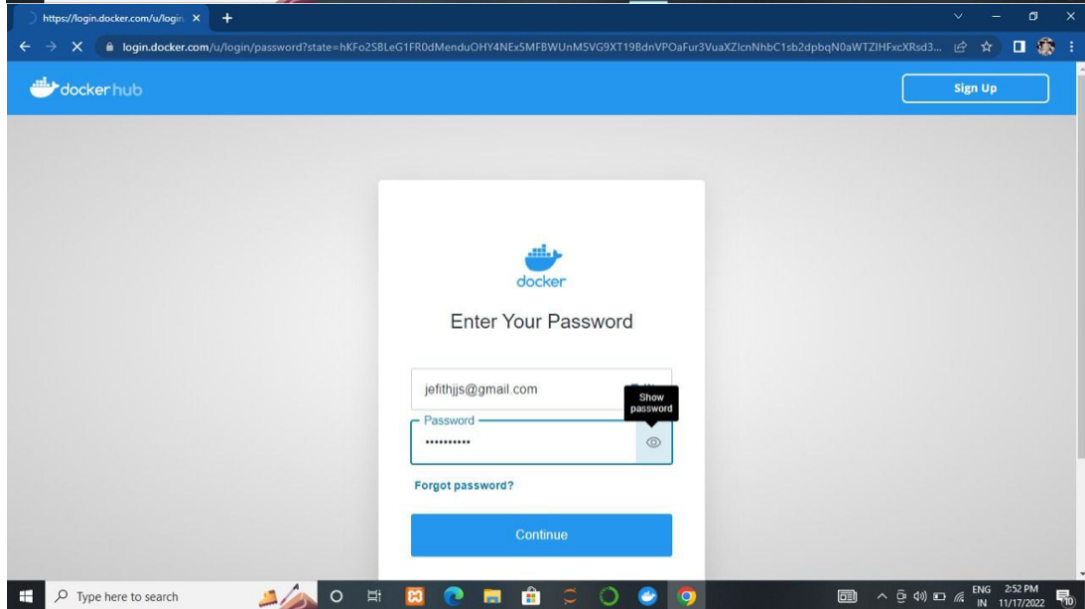 https://login.docker.com/u/login
login.docker.com/u/login/password?state=hKFo2SBLeG1FR0dMenduOHY4NEx5MFBWUnM5VG9XT19BdnVPOaFur3VuaXZlcnNhbC1sb2dpbqN0aWTZIHFxcXRsd3...
dockerhub
Sign Up
docker
Enter Your Password
jefithjjs@gmail.com
Show
password
Password
••••••••••
Forgot password?
Continue
Type here to search
ENG 2:52 PM
IN 11/17/2022
10